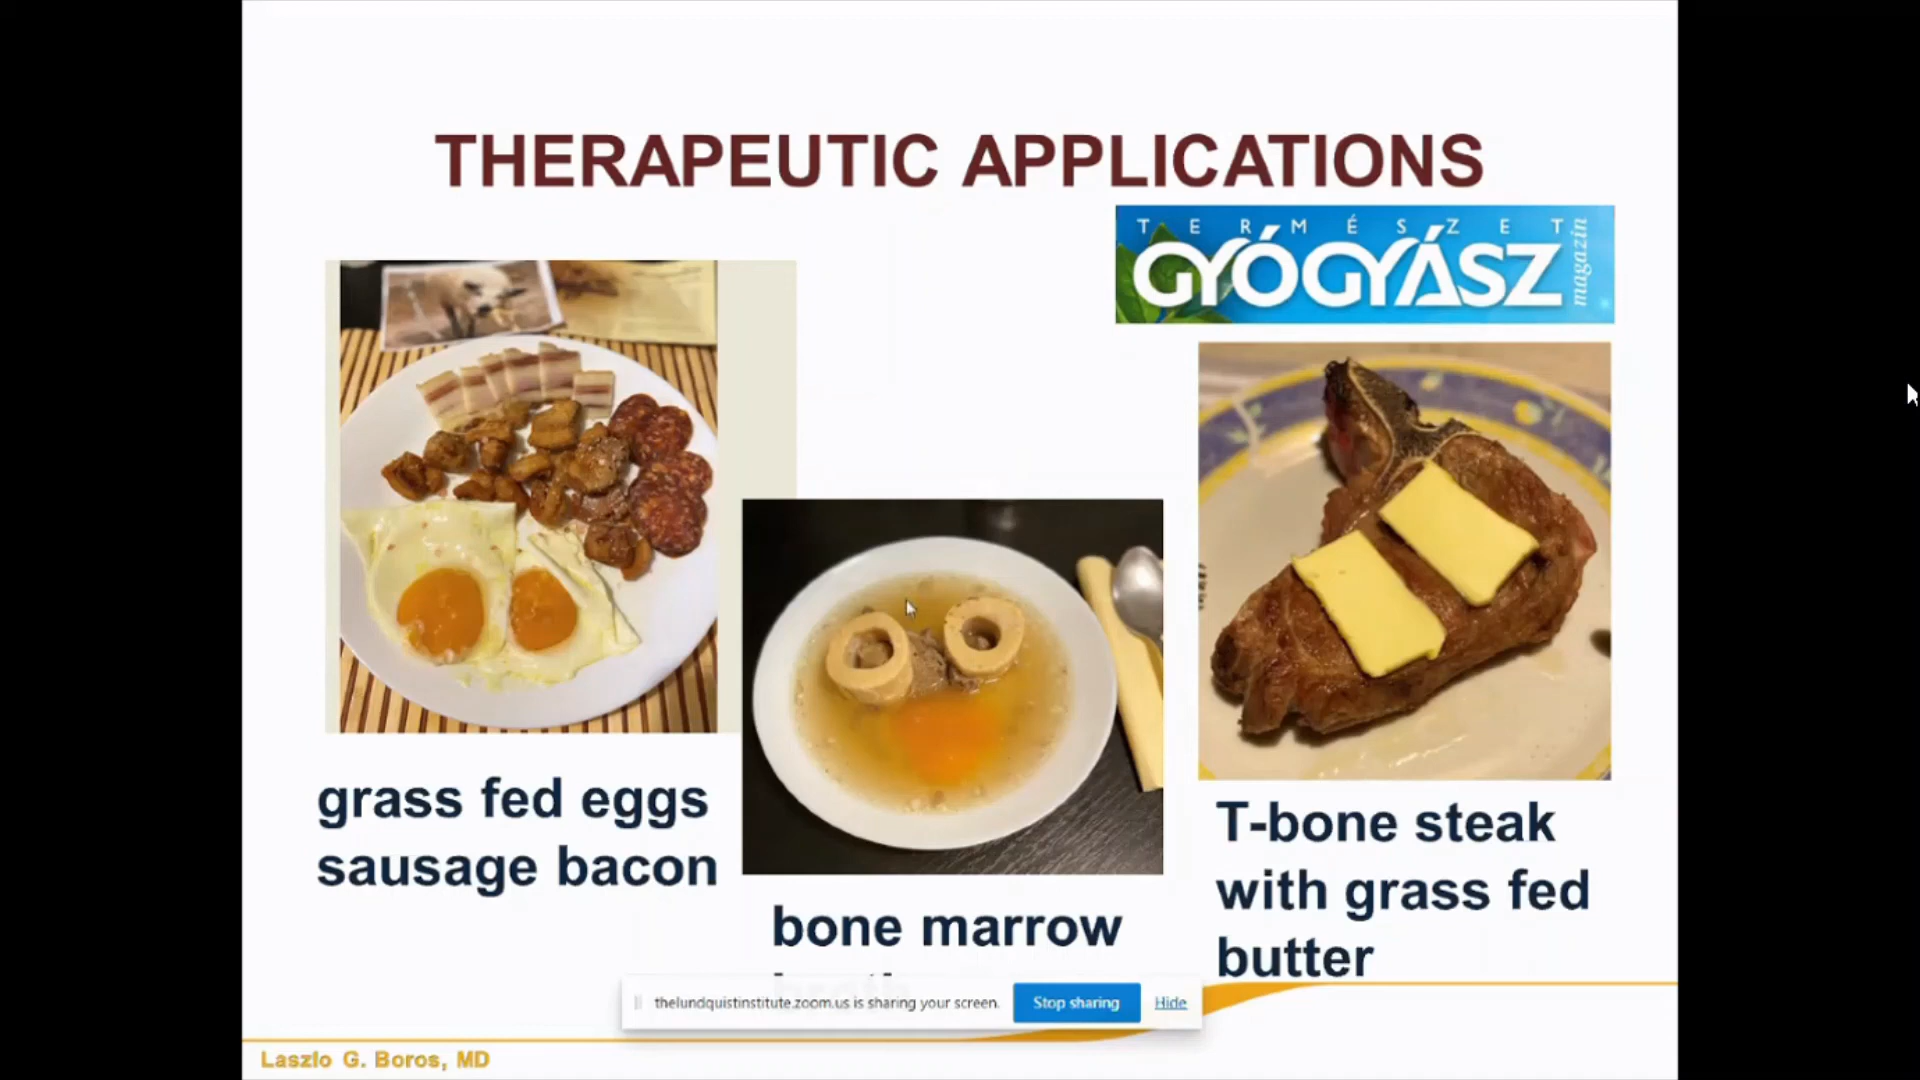 THERAPEUTIC APPLICATIONS
TERMÉSZET
GYÓGYÁSZ
magazin
grass fed eggs
sausage bacon
bone marrow
T-bone steak
with grass fed
butter
thelundquistinstitute.zoom.us is sharing your screen.
Stop sharing
Hide
Laszlo G. Boros, MD